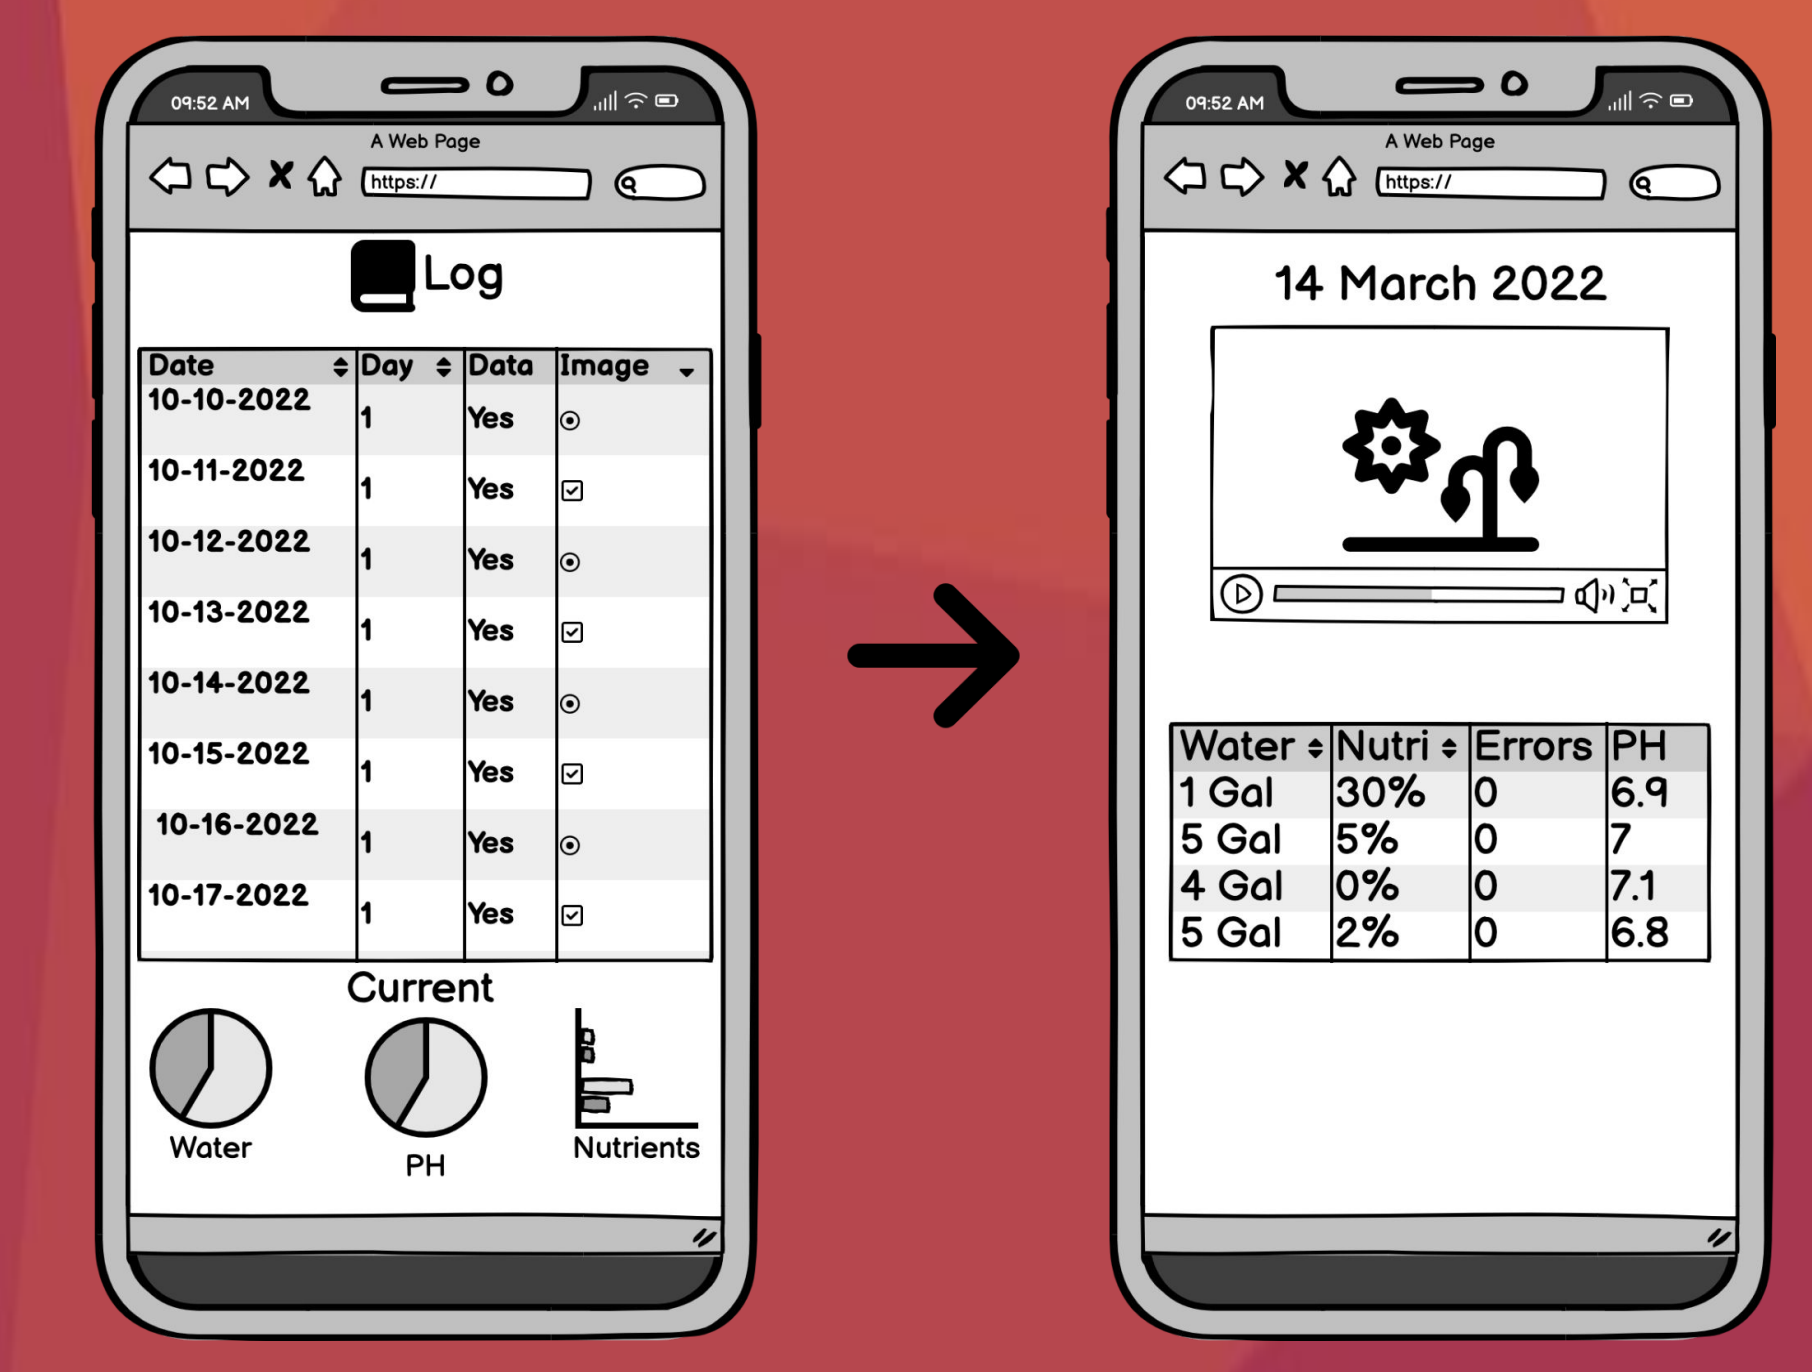 09:52 AM
A Web Page
https://
Log
Date Day Data Image
10-10-2022 1 Yes
10-11-2022 1 Yes
10-12-2022 1 Yes
10-13-2022 1 Yes
10-14-2022 1 Yes
10-15-2022 1 Yes
10-16-2022 1 Yes
10-17-2022 1 Yes
Current
Water
PH
Nutrients
09:52 AM
A Web Page
https://
14 March 2022
Water Nutri Errors PH
1 Gal 30% 0 6.9
5 Gal 5% 0 7
4 Gal 0% 0 7.1
5 Gal 2% 0 6.8